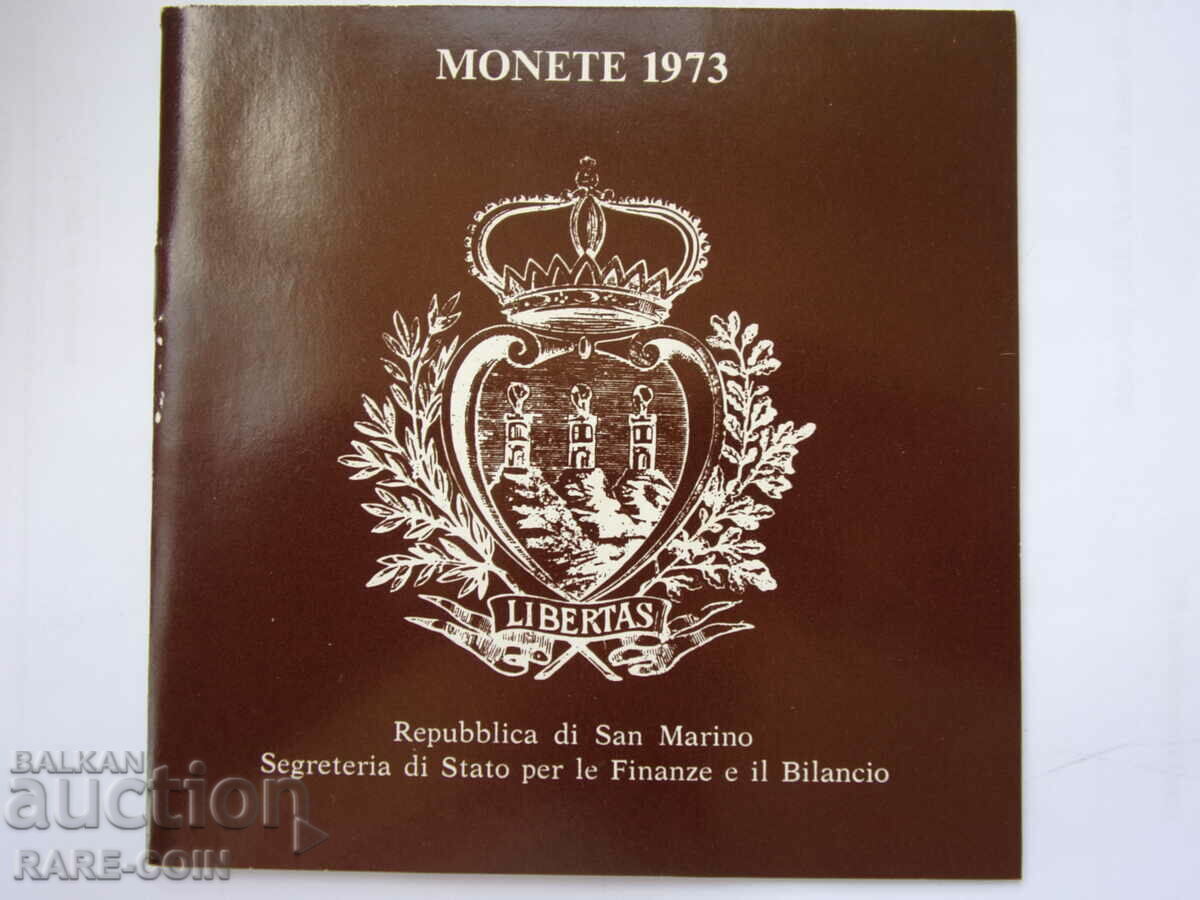 MONETE 1973
LIBERTAS
Repubblica di San Marino
Segreteria di Stato per le Finanze e il Bilancio
BALKAN
auction
RARE-COIN